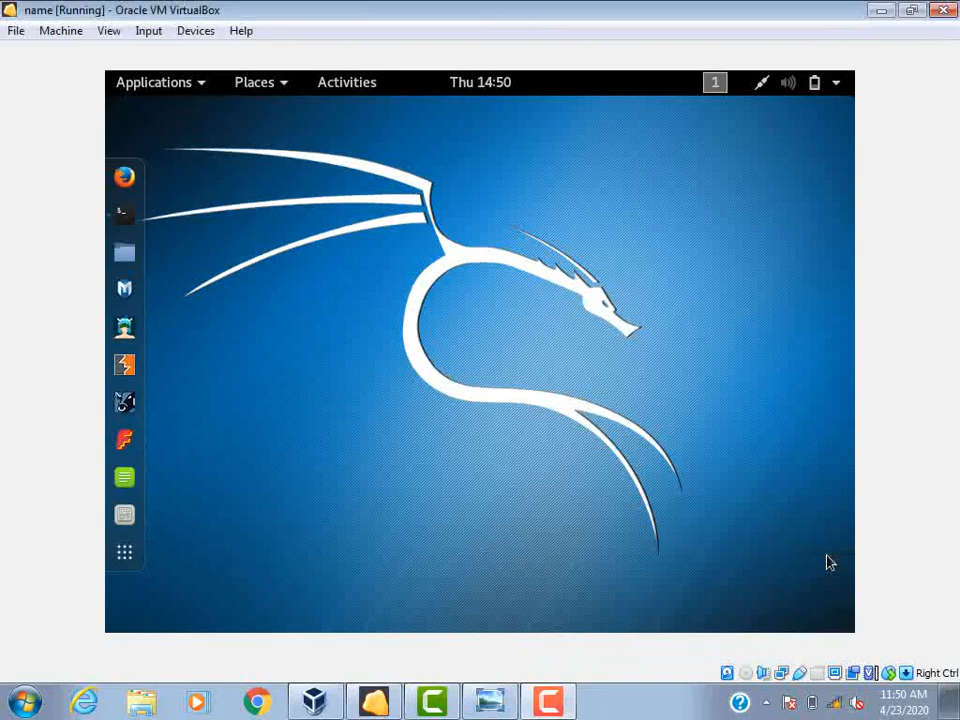 name [Running] - Oracle VM VirtualBox
File Machine View Input Devices Help
Applications Places Activities Thu 14:50 1
Right Ctrl
11:50 AM
4/23/2020